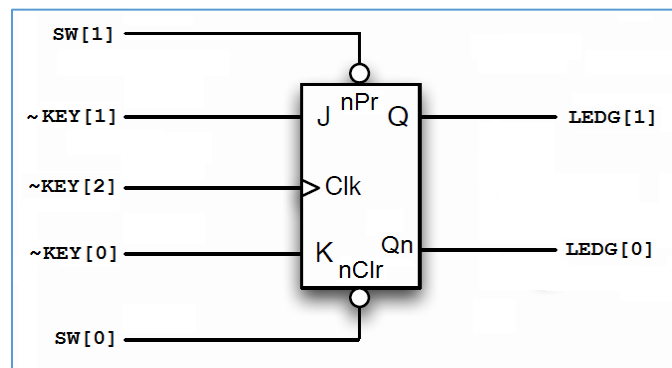 SW[1]
nPr
~KEY[1] J Q LEDG[1]
~KEY[2] Clk
~KEY[0] K Qn LEDG[0]
nClr
SW[0]